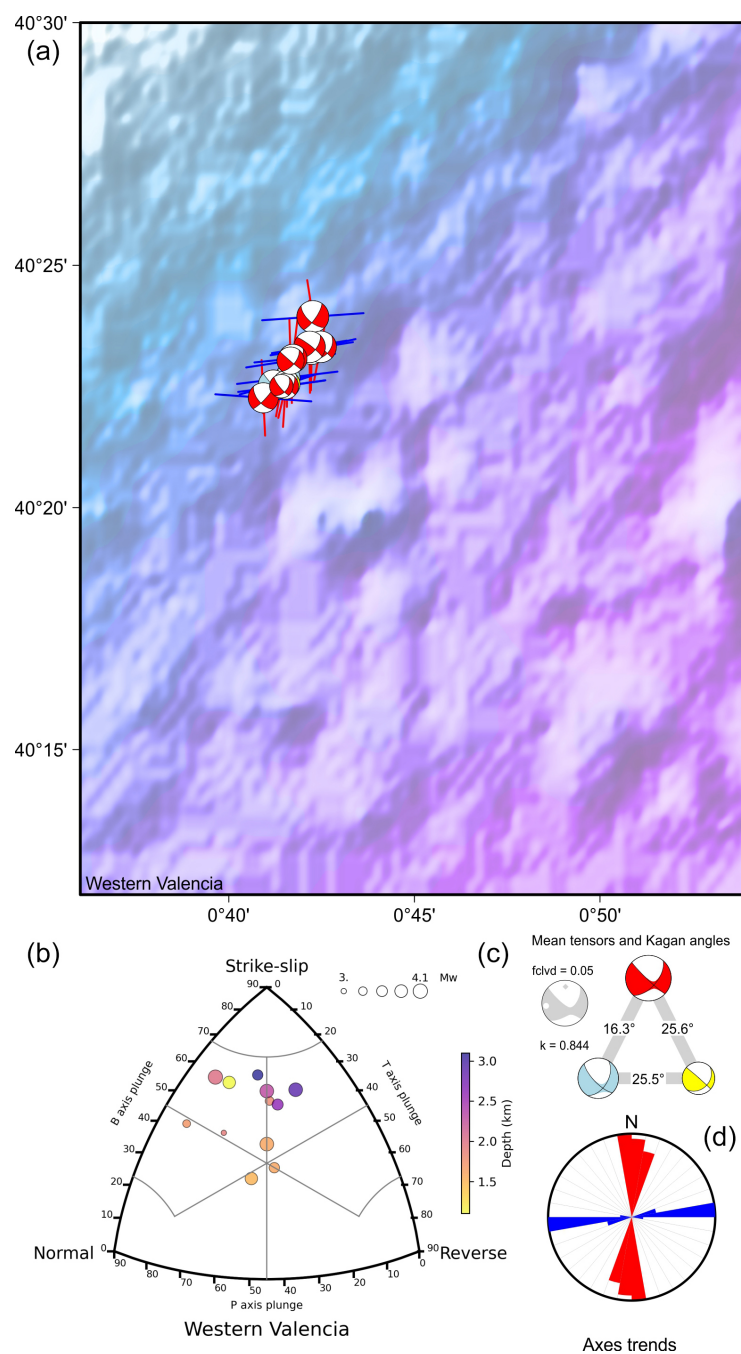 40°30'
(a)
40°25'
40°20'
40°15'
Western Valencia
0°40'
0°45'
0°50'
(b)
Strike-slip
3.
4.1
Mw
90
0
80
10
70
20
60
30
50
40
40
50
30
60
20
70
10
80
0
90
B axis plunge
T axis plunge
Normal
Reverse
90
80
70
60
50
40
30
20
10
0
P axis plunge
Western Valencia
3.0
2.5
2.0
1.5
Depth (km)
(c)
Mean tensors and Kagan angles
fclvd = 0.05
k = 0.844
16.3°
25.6°
25.5°
N
(d)
Axes trends